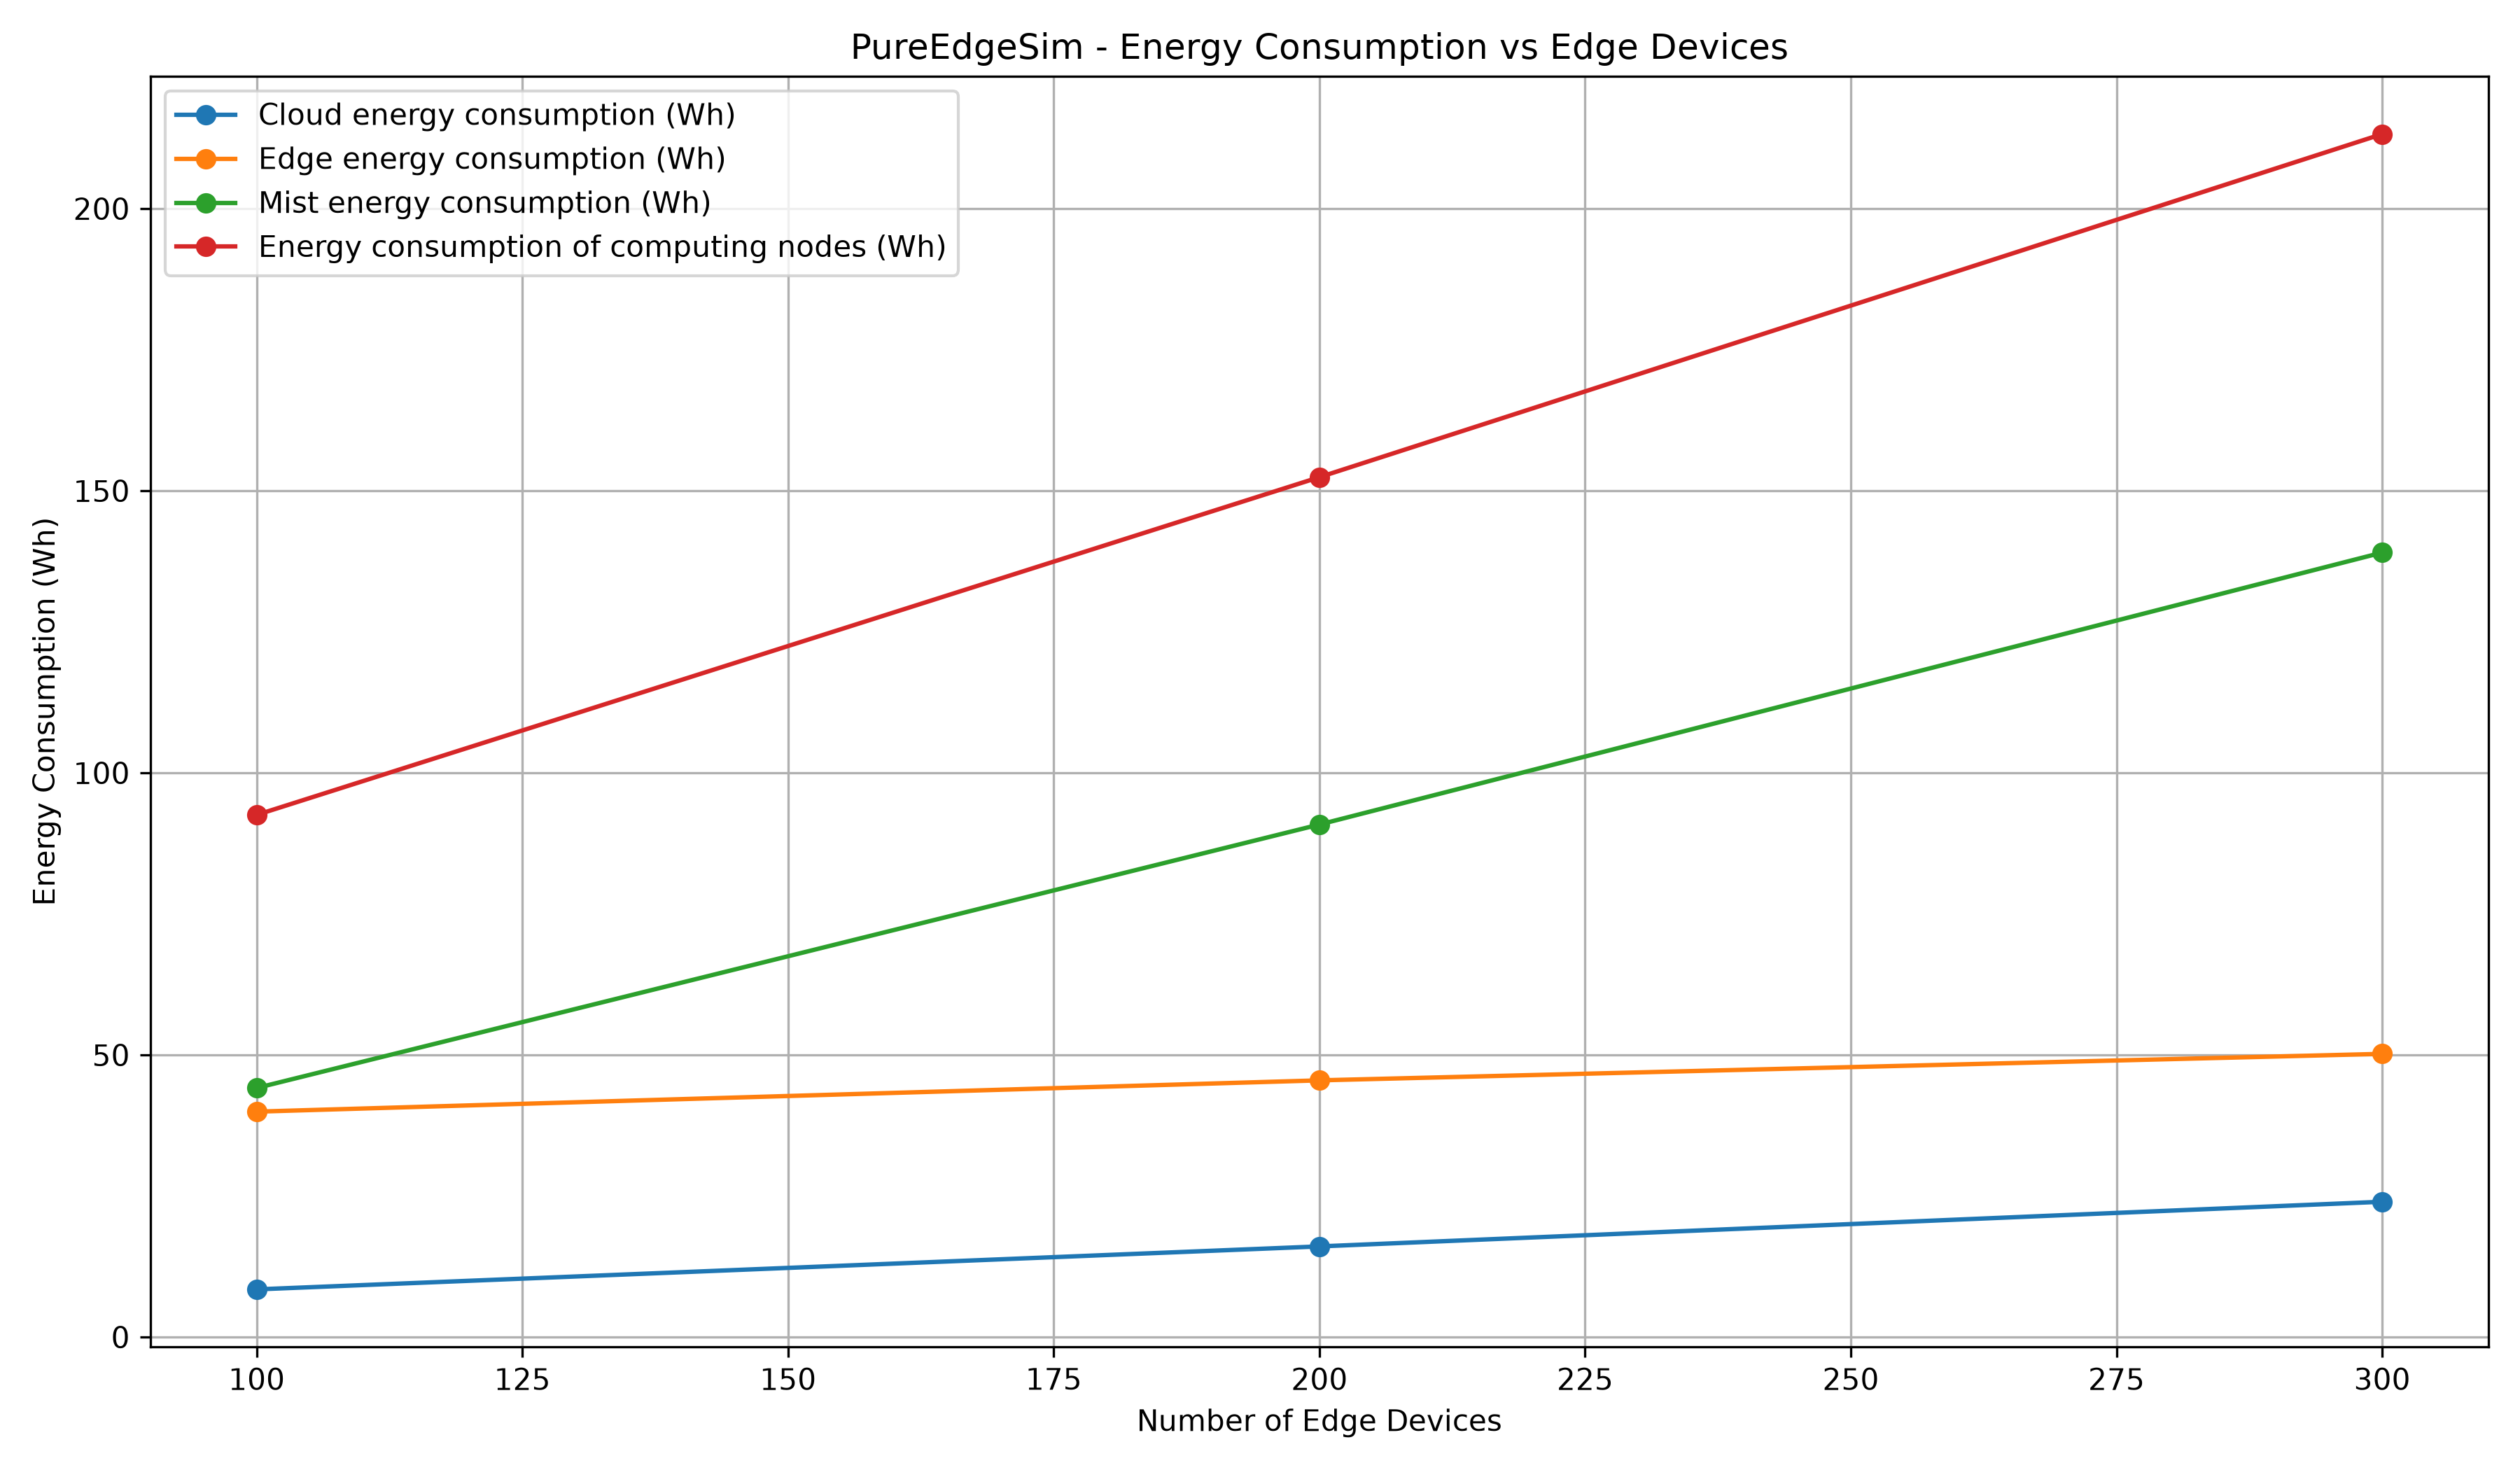 PureEdgeSim - Energy Consumption vs Edge Devices
Cloud energy consumption (Wh)
Edge energy consumption (Wh)
Mist energy consumption (Wh)
Energy consumption of computing nodes (Wh)
Energy Consumption (Wh)
200
150
100
50
0
100 125 150 175 200 225 250 275 300
Number of Edge Devices